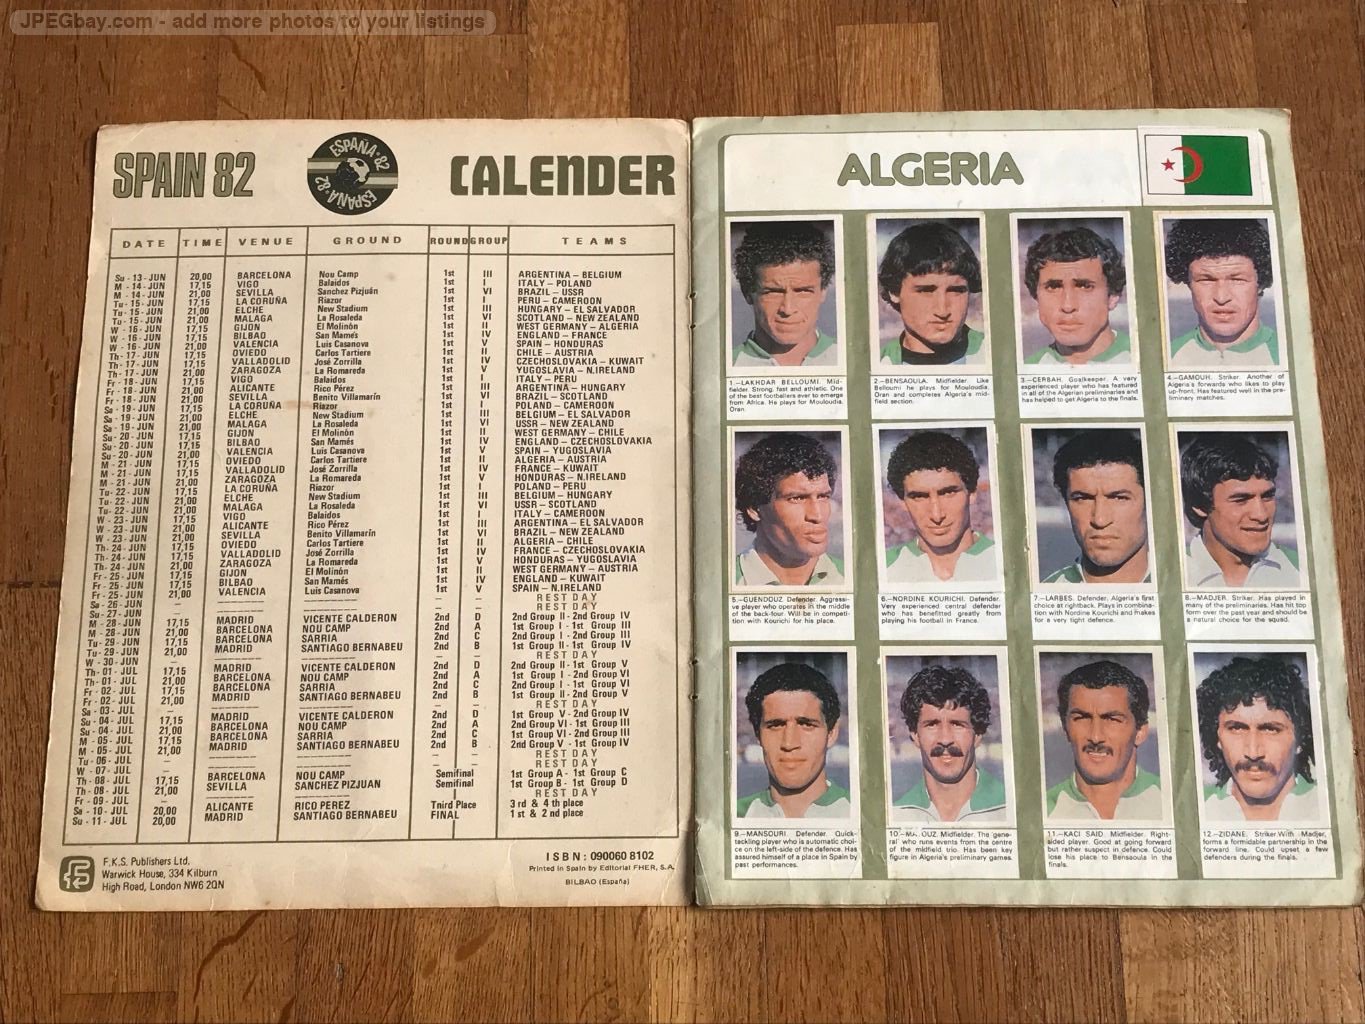 JPEGbay.com - add more photos to your listings
SPAIN 82
ESPAÑA·82
ESPAÑA·82
CALENDER
DATE TIME VENUE GROUND ROUND GROUP TEAMS
Su - 13 - JUN 20,00 BARCELONA Nou Camp 1st III ARGENTINA – BELGIUM
M - 14 - JUN 17,15 VIGO Balaidos 1st I ITALY – POLAND
M - 14 - JUN 21,00 SEVILLA Sanchez Pizjuán 1st VI BRAZIL – USSR
Tu - 15 - JUN 17,15 LA CORUÑA Riazor 1st I PERU – CAMEROON
Tu - 15 - JUN 21,00 ELCHE New Stadium 1st III HUNGARY – EL SALVADOR
Tu - 15 - JUN 21,00 MALAGA La Rosaleda 1st VI SCOTLAND – NEW ZEALAND
W - 16 - JUN 17,15 GIJON El Molinón 1st II WEST GERMANY – ALGERIA
W - 16 - JUN 17,15 BILBAO San Mamés 1st IV ENGLAND – FRANCE
W - 16 - JUN 21,00 VALENCIA Luis Casanova 1st V SPAIN – HONDURAS
Th - 17 - JUN 17,15 OVIEDO Carlos Tartiere 1st II CHILE – AUSTRIA
Th - 17 - JUN 17,15 VALLADOLID José Zorrilla 1st IV CZECHOSLOVAKIA – KUWAIT
Th - 17 - JUN 21,00 ZARAGOZA La Romareda 1st V YUGOSLAVIA – N.IRELAND
Fr - 18 - JUN 17,15 VIGO Balaidos 1st I ITALY – PERU
Fr - 18 - JUN 21,00 ALICANTE Rico Pérez 1st III ARGENTINA – HUNGARY
Fr - 18 - JUN 21,00 SEVILLA Benito Villamarín 1st VI BRAZIL – SCOTLAND
Sa - 19 - JUN 17,15 LA CORUÑA Riazor 1st I POLAND – CAMEROON
Sa - 19 - JUN 21,00 ELCHE New Stadium 1st III BELGIUM – EL SALVADOR
Sa - 19 - JUN 21,00 MALAGA La Rosaleda 1st VI USSR – NEW ZEALAND
Su - 20 - JUN 17,15 GIJON El Molinón 1st II WEST GERMANY – CHILE
Su - 20 - JUN 17,15 BILBAO San Mamés 1st IV ENGLAND – CZECHOSLOVAKIA
Su - 20 - JUN 21,00 VALENCIA Luis Casanova 1st V SPAIN – YUGOSLAVIA
M - 21 - JUN 17,15 OVIEDO Carlos Tartiere 1st II ALGERIA – AUSTRIA
M - 21 - JUN 17,15 VALLADOLID José Zorrilla 1st IV FRANCE – KUWAIT
M - 21 - JUN 21,00 ZARAGOZA La Romareda 1st V HONDURAS – N.IRELAND
Tu - 22 - JUN 17,15 LA CORUÑA Riazor 1st I POLAND – PERU
Tu - 22 - JUN 21,00 ELCHE New Stadium 1st III BELGIUM – HUNGARY
Tu - 22 - JUN 21,00 MALAGA La Rosaleda 1st VI USSR – SCOTLAND
W - 23 - JUN 17,15 VIGO Balaidos 1st I ITALY – CAMEROON
W - 23 - JUN 21,00 ALICANTE Rico Pérez 1st III ARGENTINA – EL SALVADOR
W - 23 - JUN 21,00 SEVILLA Benito Villamarín 1st VI BRAZIL – NEW ZEALAND
Th - 24 - JUN 17,15 OVIEDO Carlos Tartiere 1st II ALGERIA – CHILE
Th - 24 - JUN 17,15 VALLADOLID José Zorrilla 1st IV FRANCE – CZECHOSLOVAKIA
Th - 24 - JUN 21,00 ZARAGOZA La Romareda 1st V HONDURAS – YUGOSLAVIA
Fr - 25 - JUN 17,15 GIJON El Molinón 1st II WEST GERMANY – AUSTRIA
Fr - 25 - JUN 17,15 BILBAO San Mamés 1st IV ENGLAND – KUWAIT
Fr - 25 - JUN 21,00 VALENCIA Luis Casanova 1st V SPAIN – N.IRELAND
Sa - 26 - JUN – – – REST DAY
Su - 27 - JUN – – – REST DAY
M - 28 - JUN 17,15 MADRID VICENTE CALDERON 2nd D 2nd Group II - 2nd Group IV
M - 28 - JUN 21,00 BARCELONA NOU CAMP 2nd A 1st Group I - 1st Group III
Tu - 29 - JUN 17,15 BARCELONA SARRIA 2nd C 2nd Group I - 2nd Group III
Tu - 29 - JUN 21,00 MADRID SANTIAGO BERNABEU 2nd B 1st Group II - 1st Group IV
W - 30 - JUN – – – REST DAY
Th - 01 - JUL 17,15 MADRID VICENTE CALDERON 2nd D 2nd Group II - 1st Group V
Th - 01 - JUL 21,00 BARCELONA NOU CAMP 2nd A 1st Group I - 2nd Group VI
Fr - 02 - JUL 17,15 BARCELONA SARRIA 2nd C 2nd Group I - 1st Group VI
Fr - 02 - JUL 21,00 MADRID SANTIAGO BERNABEU 2nd B 1st Group II - 2nd Group V
Sa - 03 - JUL – – – REST DAY
Su - 04 - JUL 17,15 MADRID VICENTE CALDERON 2nd D 1st Group V - 2nd Group IV
Su - 04 - JUL 21,00 BARCELONA NOU CAMP 2nd A 2nd Group VI - 1st Group III
M - 05 - JUL 17,15 BARCELONA SARRIA 2nd C 1st Group VI - 2nd Group III
M - 05 - JUL 21,00 MADRID SANTIAGO BERNABEU 2nd B 2nd Group V - 1st Group IV
Tu - 06 - JUL – – – REST DAY
W - 07 - JUL – – – REST DAY
Th - 08 - JUL 17,15 BARCELONA NOU CAMP Semifinal 1st Group A - 1st Group C
Th - 08 - JUL 21,00 SEVILLA SANCHEZ PIZJUAN Semifinal 1st Group B - 1st Group D
Fr - 09 - JUL – – – REST DAY
Sa - 10 - JUL 20,00 ALICANTE RICO PEREZ Tnird Place 3 rd & 4 th place
Su - 11 - JUL 20,00 MADRID SANTIAGO BERNABEU FINAL 1 st & 2 nd place
F.K.S. Publishers Ltd.
Warwick House, 334 Kilburn
High Road, London NW6 2QN
ISBN: 090060 8102
Printed in Spain by Editorial FHER, S.A.
BILBAO (España)
ALGERIA
1.–LAKHDAR BELLOUMI. Mid-
fielder. Strong, fast and athletic. One
of the best footballers ever to emerge
from Africa. He plays for Mouloudia,
Oran.
2.–BENSAOULA. Midfielder. Like
Belloumi he plays for Mouloudia,
Oran and completes Algeria's mid-
field section.
3.–CERBAH. Goalkeeper. A very
experienced player who has featured
in all of the Algerian preliminaries and
has helped to get Algeria to the finals.
4.–GAMOUH. Striker. Another of
Algeria's forwards who likes to play
up-front. Has featured well in the pre-
liminary matches.
5.–GUENDOUZ Defender. Aggressi-
ve player who operates in the middle
of the back-four. Will be in competi-
tion with Kourichi for his place.
6.–NORDINE KOURICHI. Defender.
Very experienced central defender
who has benefitted greatly from
playing his football in France.
7.–LARBES. Defender. Algeria's first
choice at rightback. Plays in combina-
tion with Nordine Kourichi and makes
for a very tight defence.
8.–MADJER. Striker. Has played in
many of the preliminaries. Has hit top
form over the past year and should be
a natural choice for the squad.
9.–MANSOURI. Defender. Quick-
teckling player who is automatic choi-
ce on the left-side of the defence. Has
assured himself of a place in Spain by
past performances.
10.– OUZ. Midfielder. The 'gene-
ral' who runs events from the centre
of the midfield trio. Has been key
figure in Algeria's preliminary games.
11.–KACI SAID. Midfielder. Right-
sided player. Good at going forward
but rather suspect in defence. Could
lose his place to Bensaoula in the
finals.
12.–ZIDANE. Striker.With Madjer,
forms a formidable partnership in the
forward line. Could upset a few
defenders during the finals.